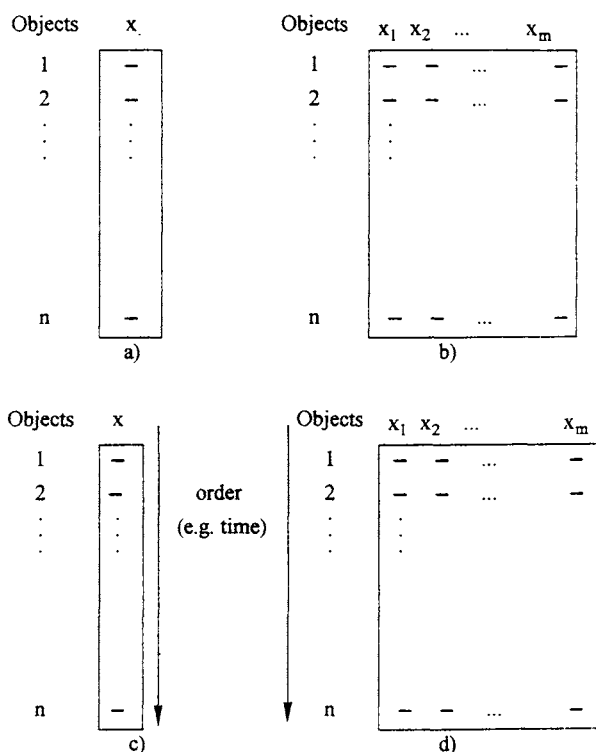 Objects x
1 –
2 –
. .
. .
. .
n –
a)
Objects x1 x2 ... xm
1 – – ... –
2 – – ... –
. .
. .
. .
n – – ... –
b)
Objects x
1 –
2 –
. .
. .
. .
n –
c)
order
(e.g. time)
Objects x1 x2 ... xm
1 – – ... –
2 – – ... –
. .
. .
. .
n – – ... –
d)